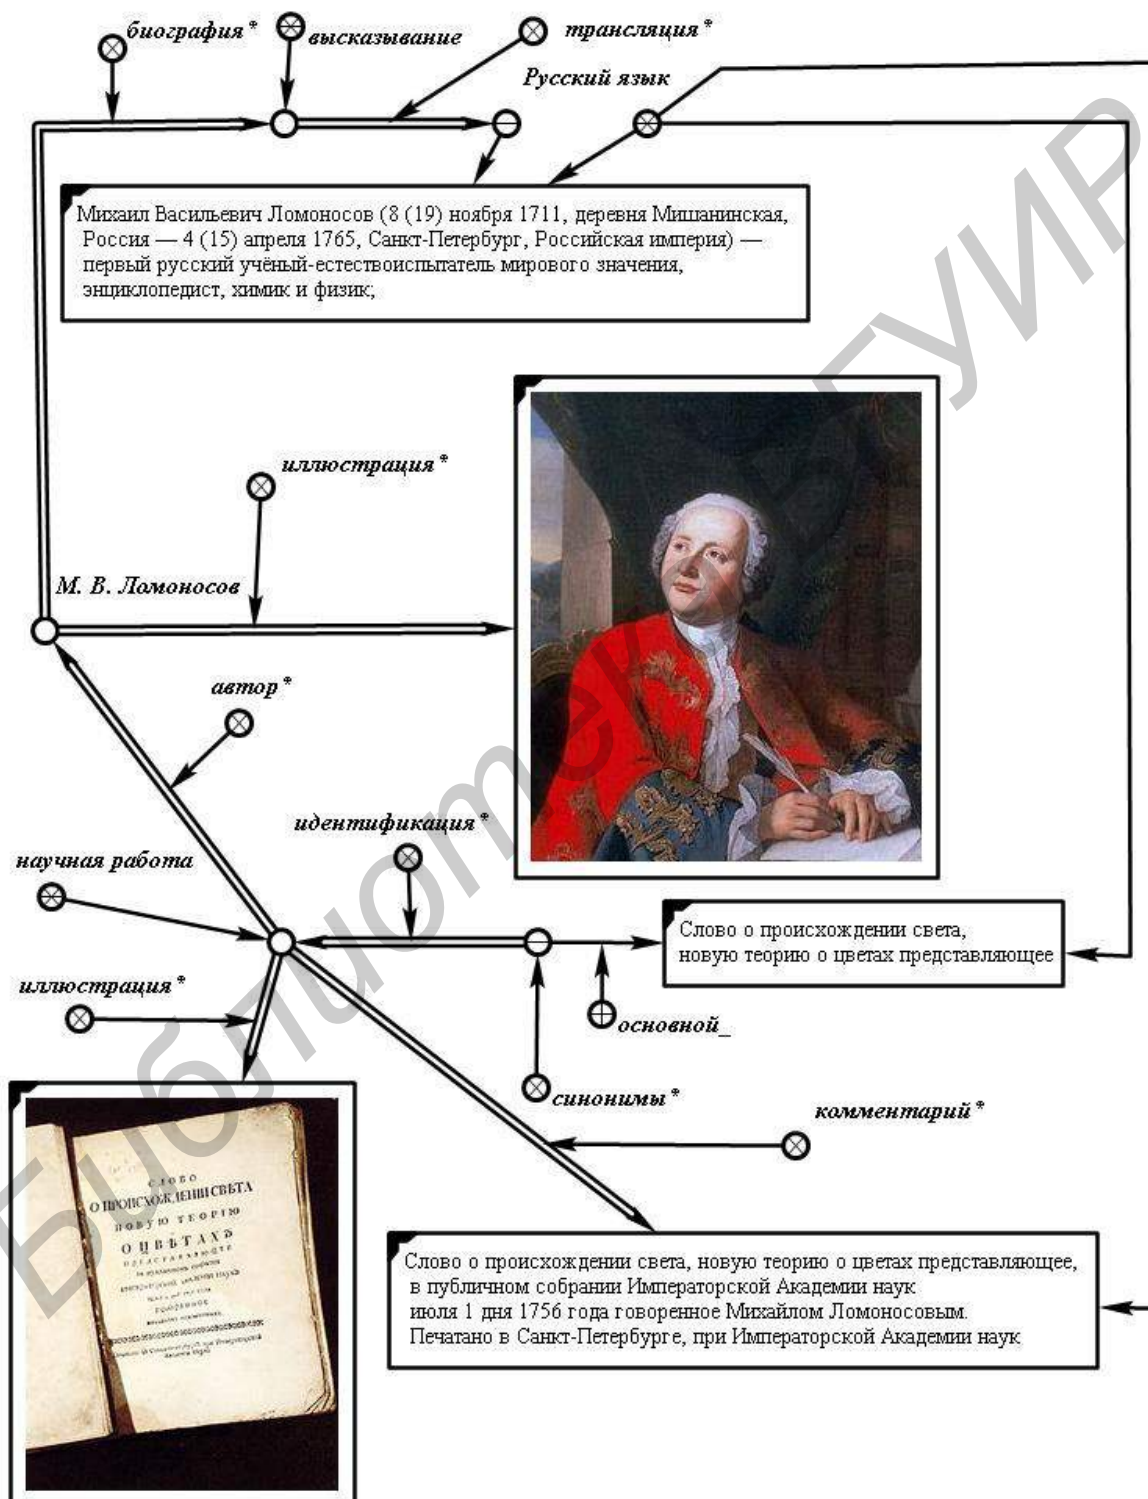 биография*
высказывание
трансляция*
Русский язык
Михаил Васильевич Ломоносов (8 (19) ноября 1711, деревня Мишанинская,
Россия — 4 (15) апреля 1765, Санкт-Петербург, Российская империя) —
первый русский учёный-естествоиспытатель мирового значения,
энциклопедист, химик и физик;
иллюстрация*
М. В. Ломоносов
автор*
идентификация*
научная работа
Слово о происхождении света,
новую теорию о цветах представляющее
иллюстрация*
основной_
синонимы*
комментарий*
СЛОВО
О ПРОИСХОЖДЕНИИ СВѢТА
НОВУЮ ТЕОРІЮ
О ЦВѢТАХЪ
Слово о происхождении света, новую теорию о цветах представляющее,
в публичном собрании Императорской Академии наук
июля 1 дня 1756 года говоренное Михайлом Ломоносовым.
Печатано в Санкт-Петербурге, при Императорской Академии наук
Библиотека БГУИР